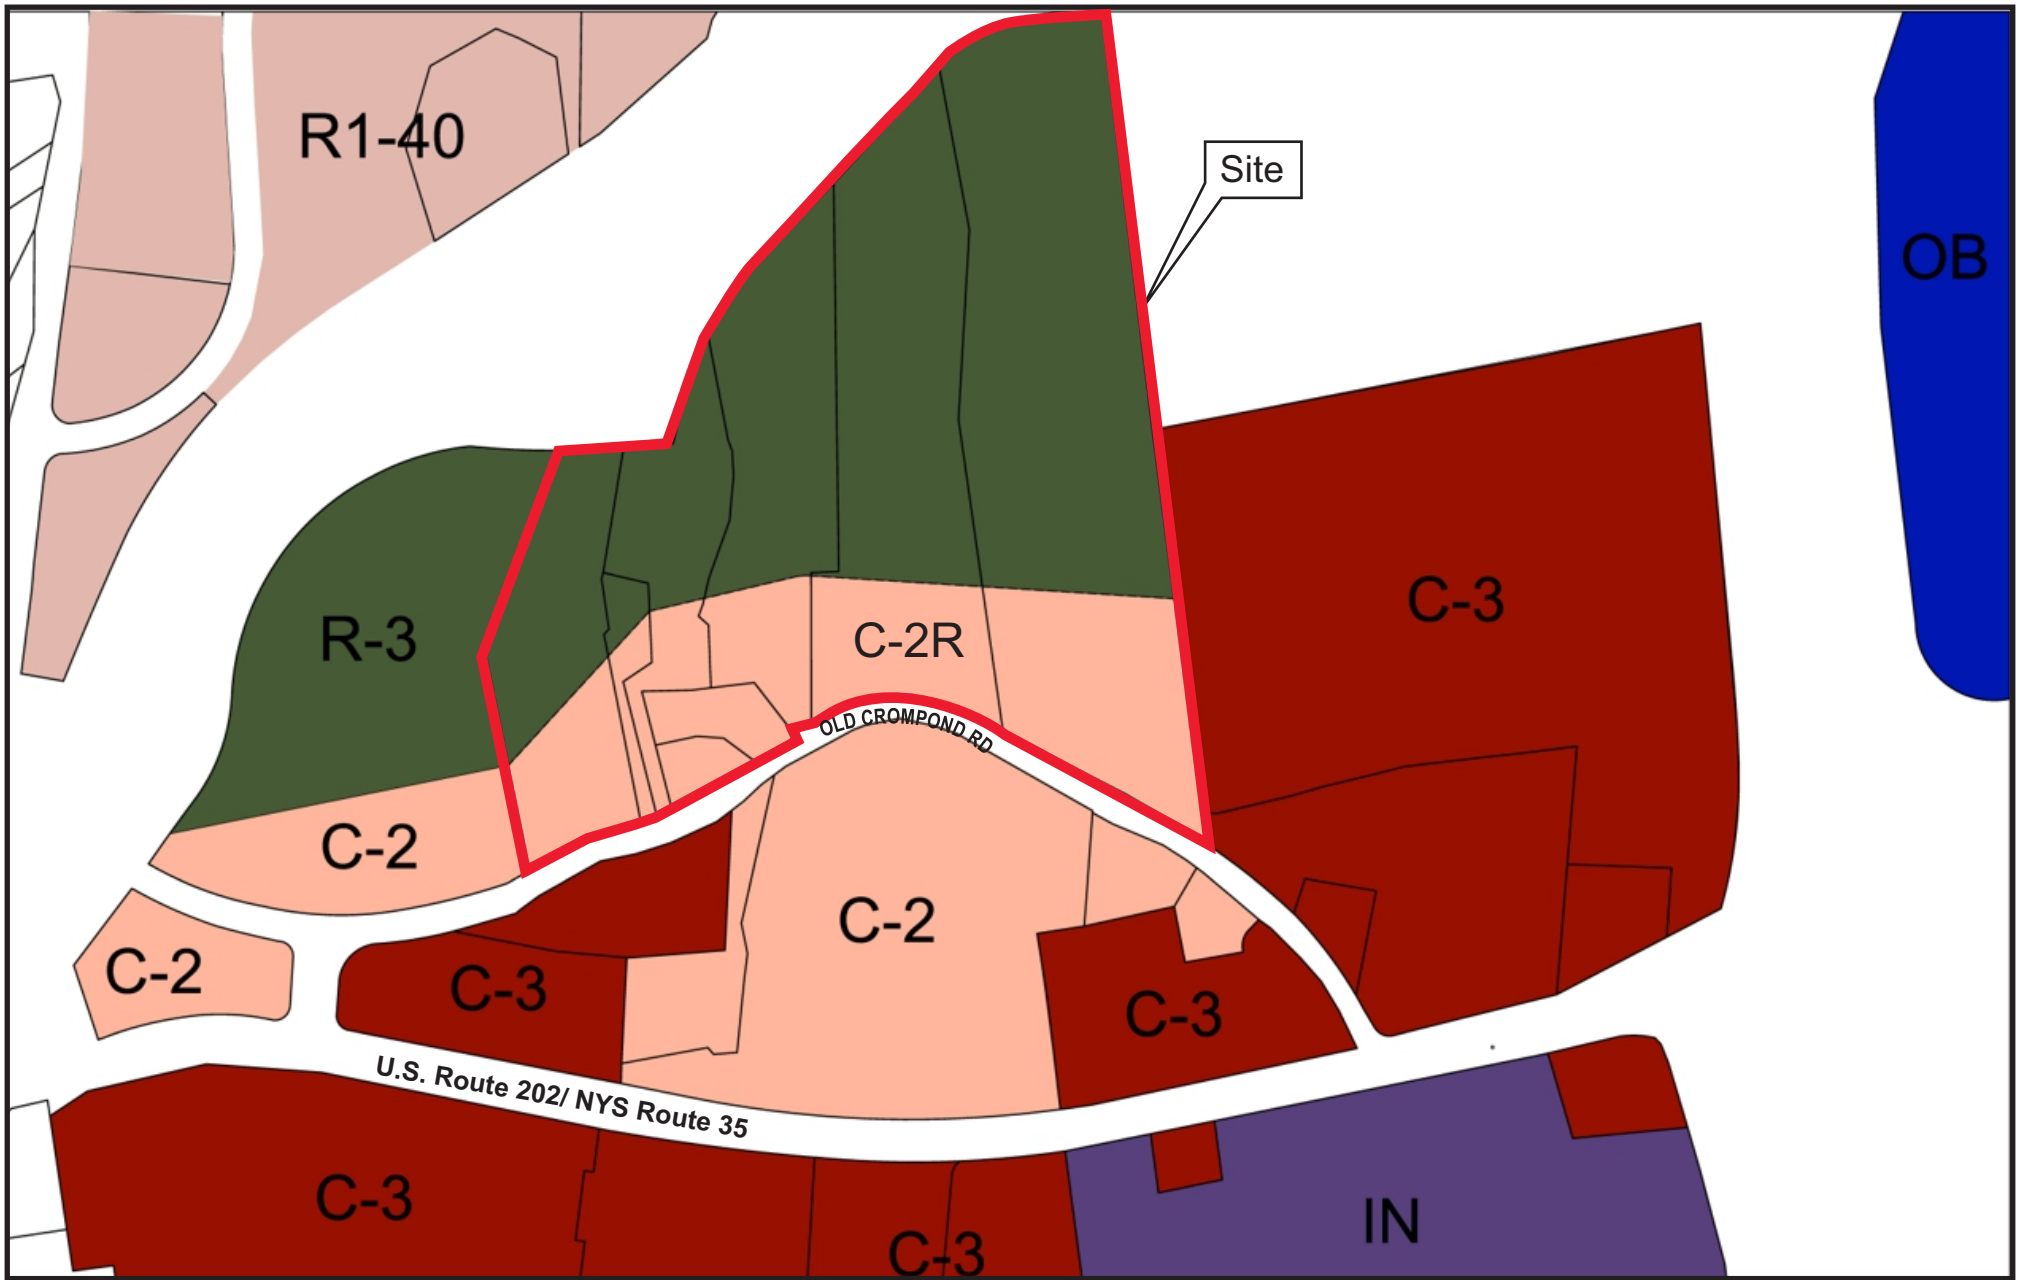 R1-40
Site
OB
C-3
R-3
C-2R
OLD CROMPOND RD
C-2
C-2
C-2
C-3
C-3
U.S. Route 202/ NYS Route 35
C-3
C-3
IN